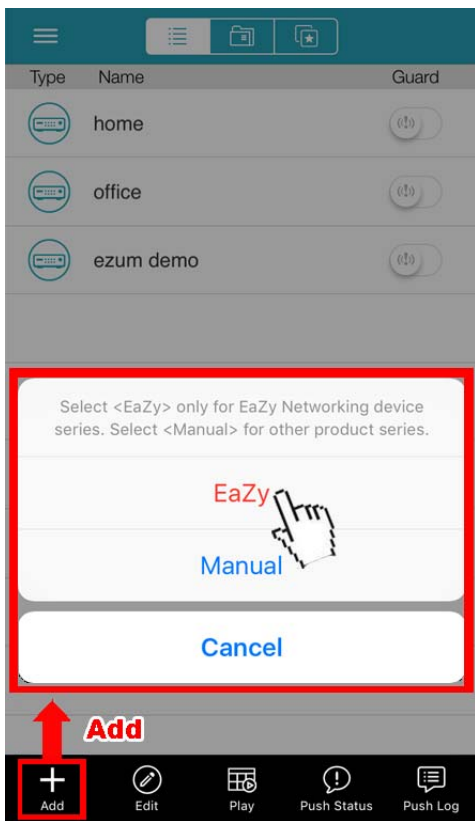 Type Name Guard
home
office
ezum demo
Select <EaZy> only for EaZy Networking device
series. Select <Manual> for other product series.
EaZy
Manual
Cancel
Add
Add Edit Play Push Status Push Log